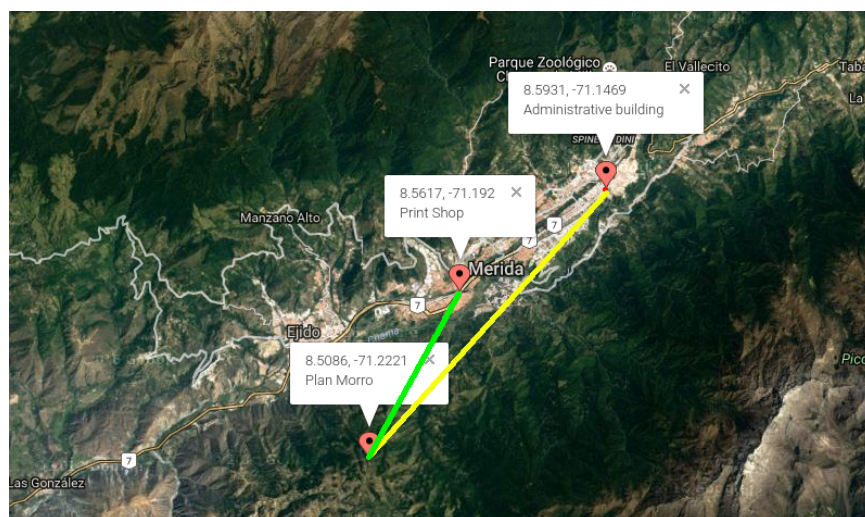 Parque Zoológico
El Vallecito
8.5931, -71.1469
Administrative building
8.5617, -71.192
Print Shop
Manzano Alto
7
7
Merida
7
Ejido
8.5086, -71.2221
Plan Morro
7
Las González